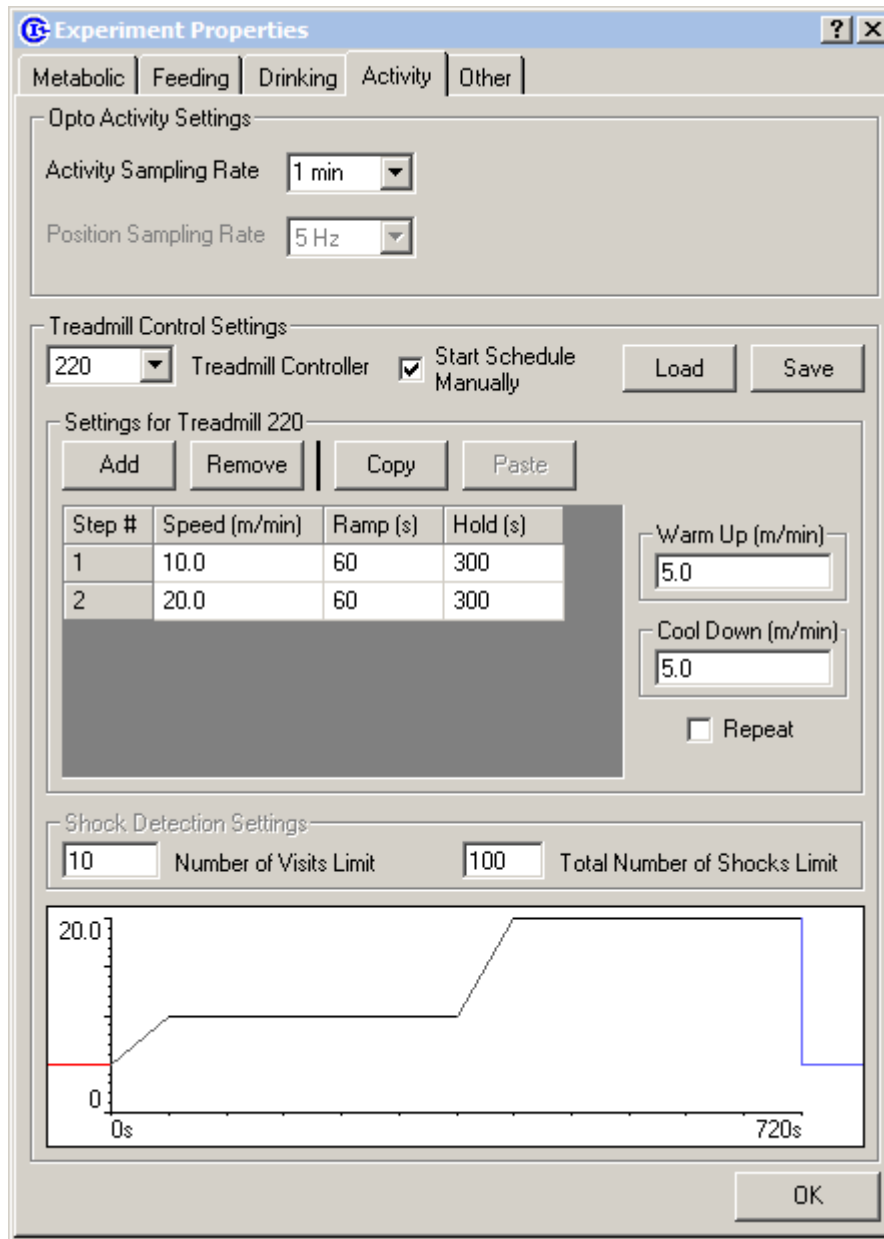 Experiment Properties
Metabolic Feeding Drinking Activity Other
Opto Activity Settings
Activity Sampling Rate 1 min
Position Sampling Rate 5 Hz
Treadmill Control Settings
220 Treadmill Controller Start Schedule Manually Load Save
Settings for Treadmill 220
Add Remove Copy Paste
Step # Speed (m/min) Ramp (s) Hold (s)
1 10.0 60 300
2 20.0 60 300
Warm Up (m/min)
5.0
Cool Down (m/min)
5.0
Repeat
Shock Detection Settings
10 Number of Visits Limit 100 Total Number of Shocks Limit
20.0
0
0s 720s
OK